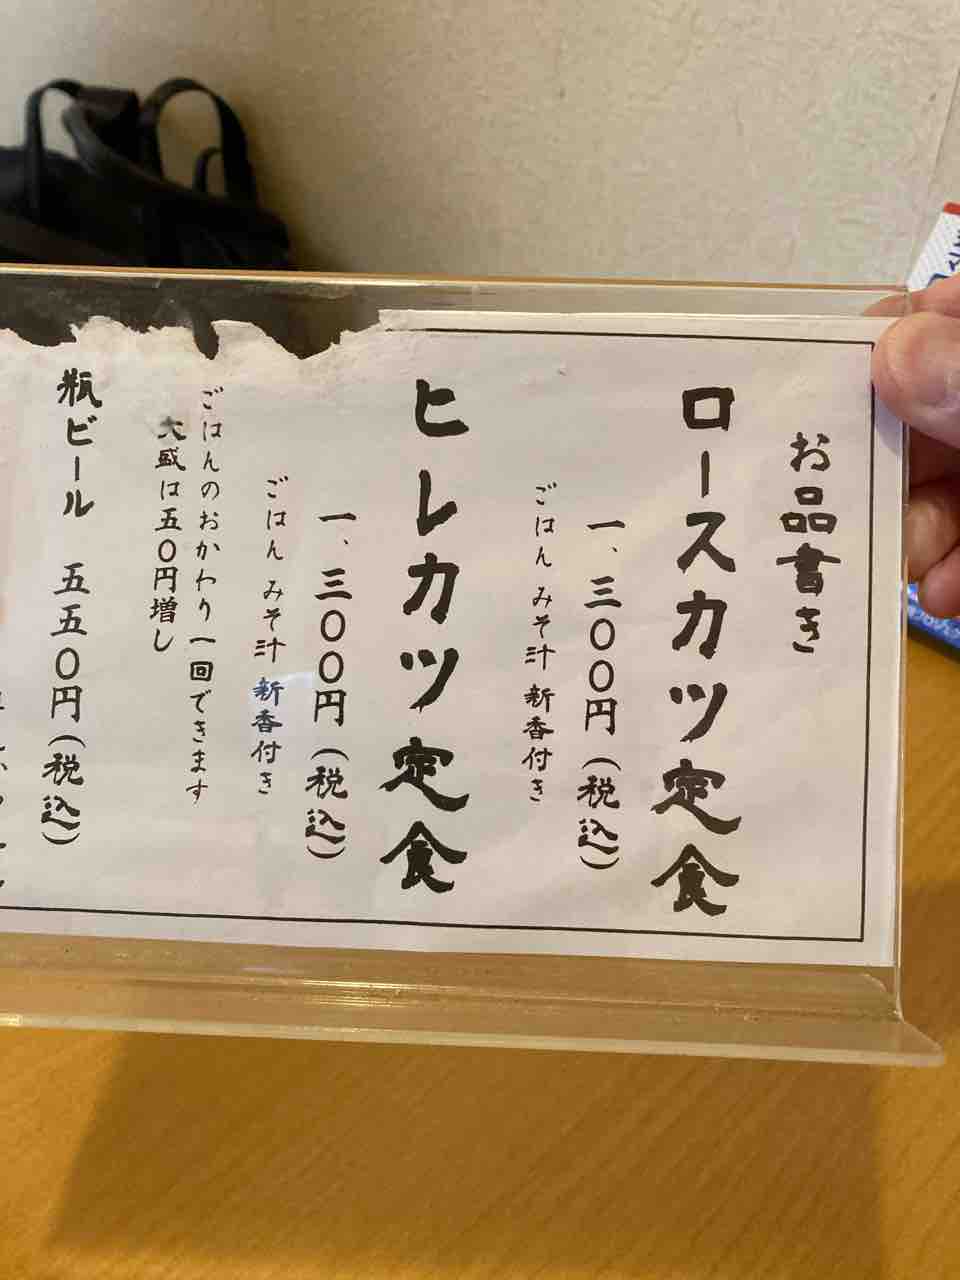 お品書き
ロースカツ定食
一、三〇〇円(税込)
ごはん みそ汁 新香付き
ヒレカツ定食
一、三〇〇円(税込)
ごはん みそ汁 新香付き
ごはんのおかわり一回できます
大盛は五〇円増し
瓶ビール 五五〇円(税込)